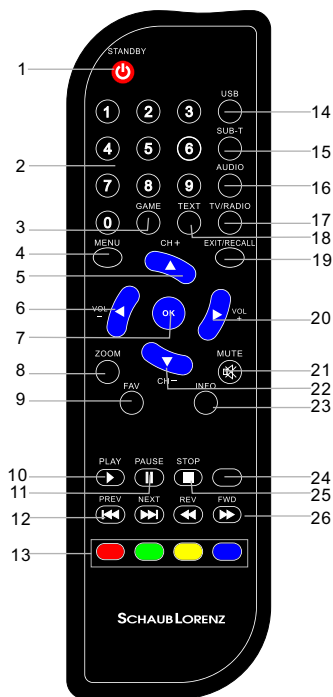 STANDBY
1
USB
1 2 3 14
SUB-T
2 4 5 6 15
AUDIO
7 8 9 16
GAME TEXT TV/RADIO
0 17
3 18
MENU CH+ EXIT/RECALL
4 19
5
6 VOL - OK VOL + 20
7
ZOOM MUTE
8 21
CH- 22
FAV INFO
9 23
PLAY PAUSE STOP
10 24
11 25
PREV NEXT REV FWD
12 26
13
SCHAUB LORENZ